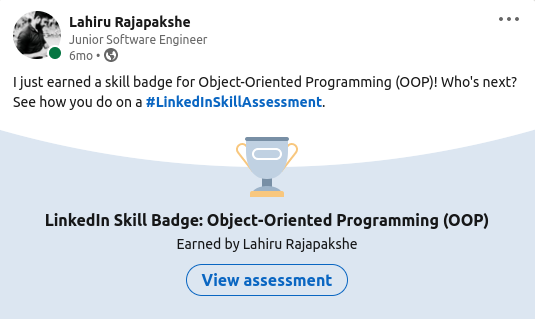 Lahiru Rajapakshe
Junior Software Engineer
6mo •
I just earned a skill badge for Object-Oriented Programming (OOP)! Who's next?
See how you do on a #LinkedInSkillAssessment.
LinkedIn Skill Badge: Object-Oriented Programming (OOP)
Earned by Lahiru Rajapakshe
View assessment